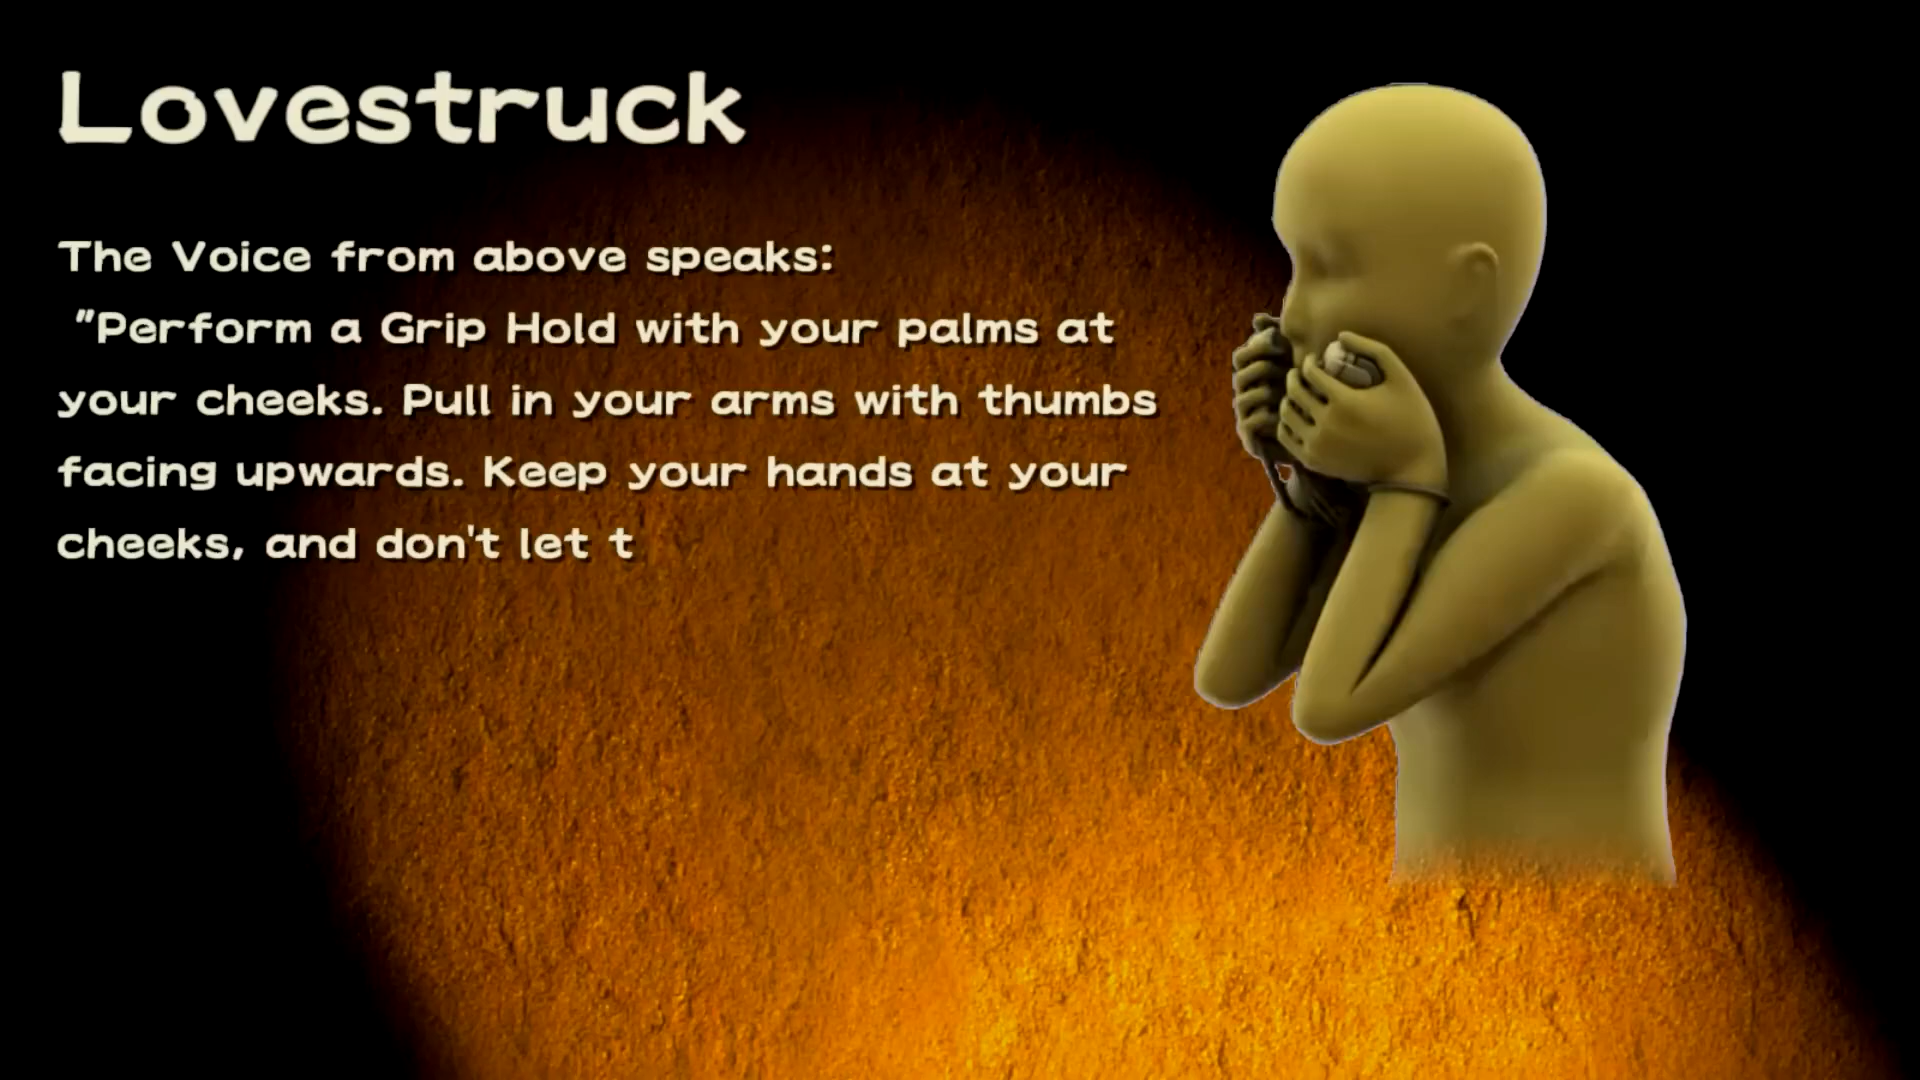 Lovestruck
The Voice from above speaks:
"Perform a Grip Hold with your palms at
your cheeks. Pull in your arms with thumbs
facing upwards. Keep your hands at your
cheeks, and don't let t